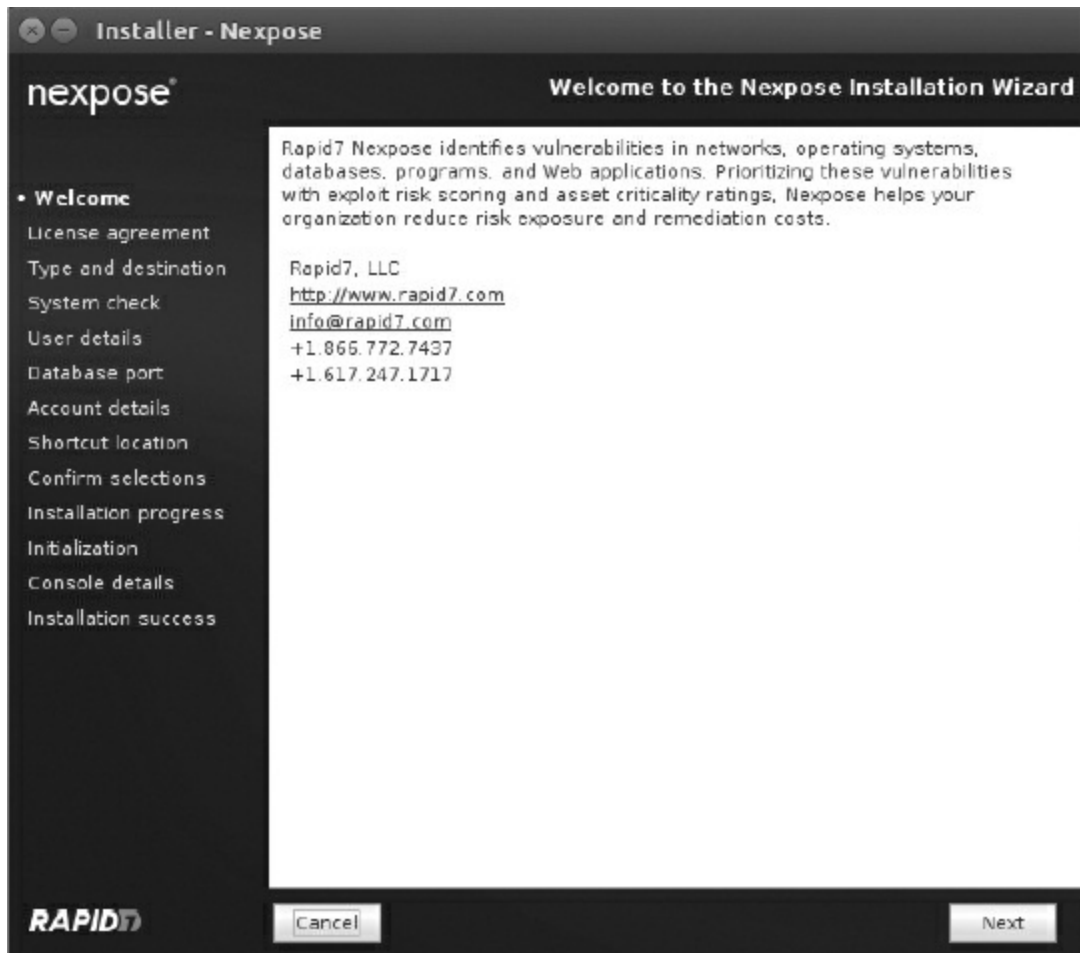 Installer - Nexpose
nexpose®
Welcome to the Nexpose Installation Wizard
Rapid7 Nexpose identifies vulnerabilities in networks, operating systems,
databases, programs, and Web applications. Prioritizing these vulnerabilities
with exploit risk scoring and asset criticality ratings, Nexpose helps your
organization reduce risk exposure and remediation costs.
Rapid7, LLC
http://www.rapid7.com
info@rapid7.com
+1.866.772.7437
+1.617.247.1717
• Welcome
License agreement
Type and destination
System check
User details
Database port
Account details
Shortcut location
Confirm selections
Installation progress
Initialization
Console details
Installation success
RAPID7
Cancel
Next